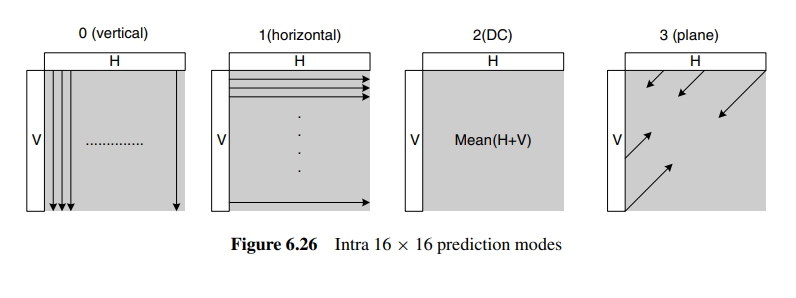 0 (vertical)
1(horizontal)
2(DC)
3 (plane)
H
H
H
H
V
V
V
V
..............
.
.
.
.
Mean(H+V)
Figure 6.26 Intra 16 × 16 prediction modes